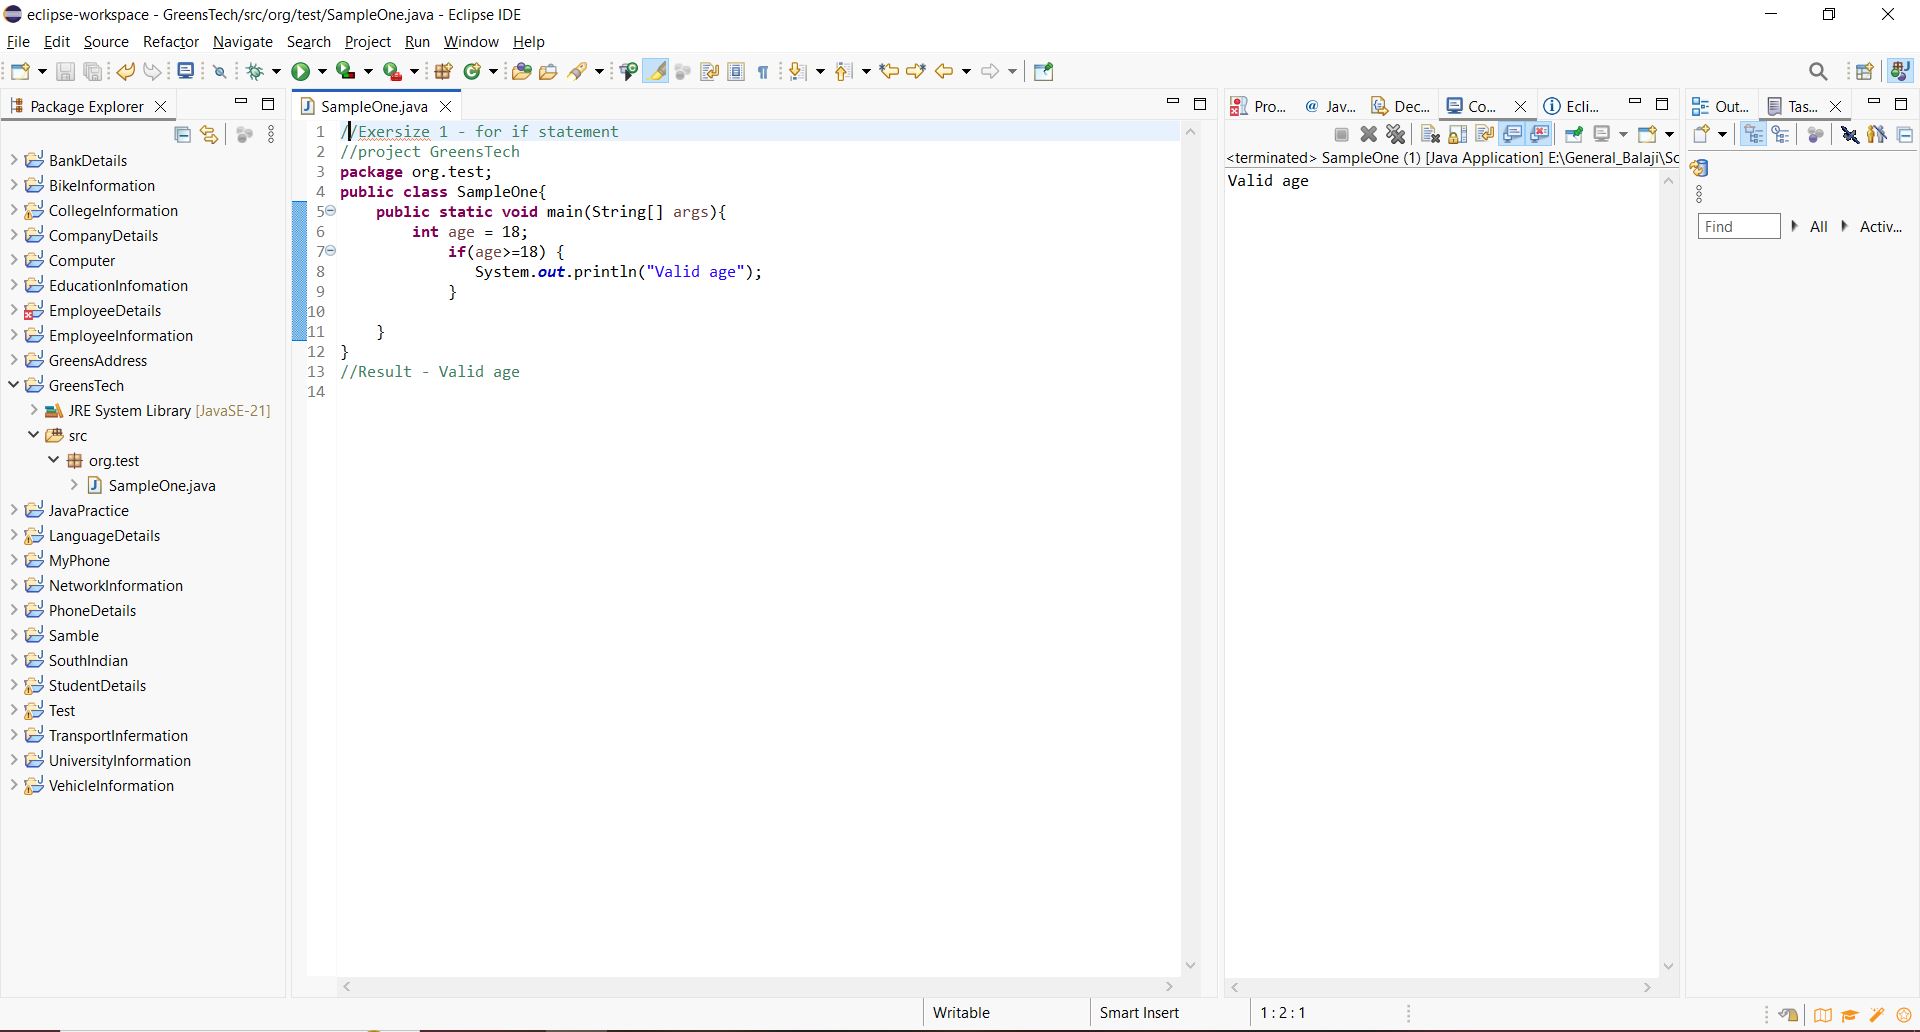 eclipse-workspace - GreensTech/src/org/test/SampleOne.java - Eclipse IDE
File Edit Source Refactor Navigate Search Project Run Window Help
Package Explorer
BankDetails
BikeInformation
CollegeInformation
CompanyDetails
Computer
EducationInfomation
EmployeeDetails
EmployeeInformation
GreensAddress
GreensTech
JRE System Library [JavaSE-21]
src
org.test
SampleOne.java
JavaPractice
LanguageDetails
MyPhone
NetworkInformation
PhoneDetails
Samble
SouthIndian
StudentDetails
Test
TransportInfermation
UniversityInformation
VehicleInformation
SampleOne.java
1 //Exersize 1 - for if statement
2 //project GreensTech
3 package org.test;
4 public class SampleOne{
5 public static void main(String[] args){
6 int age = 18;
7 if(age>=18) {
8 System.out.println("Valid age");
9 }
10
11 }
12 }
13 //Result - Valid age
14
Pro... @ Jav... Dec... Co... Ecli...
<terminated> SampleOne (1) [Java Application] E:\General_Balaji\Sc
Valid age
Out... Tas...
Find All Activ...
Writable Smart Insert 1 : 2 : 1